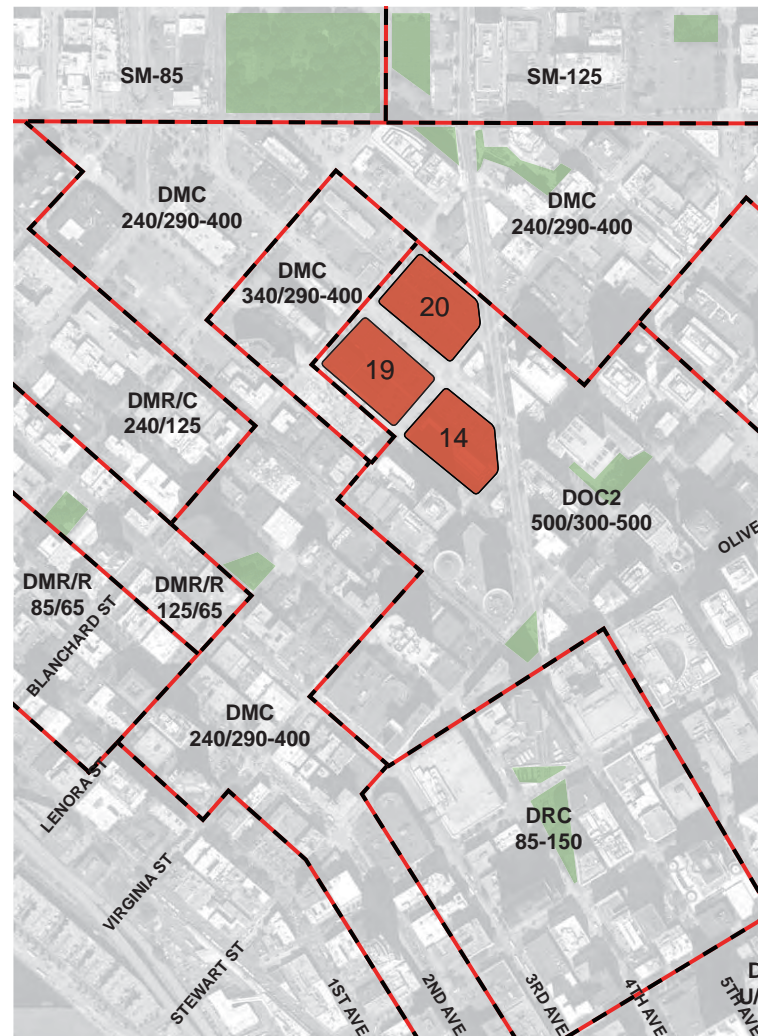 SM-85
SM-125
DMC
240/290-400
DMC
240/290-400
DMC
340/290-400
20
19
14
DMR/C
240/125
DOC2
500/300-500
OLIVE
DMR/R
85/65
DMR/R
125/65
BLANCHARD ST
DMC
240/290-400
LENORA ST
DRC
85-150
VIRGINIA ST
STEWART ST
1ST AVE
2ND AVE
3RD AVE
4TH AVE
5TH AVE
D
U/